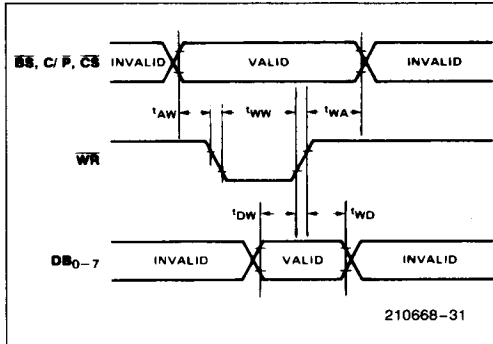 BS, C/ P, CS INVALID VALID INVALID
tAW tWW tWA
WR
tDW tWD
DB0–7 INVALID VALID INVALID
210668-31